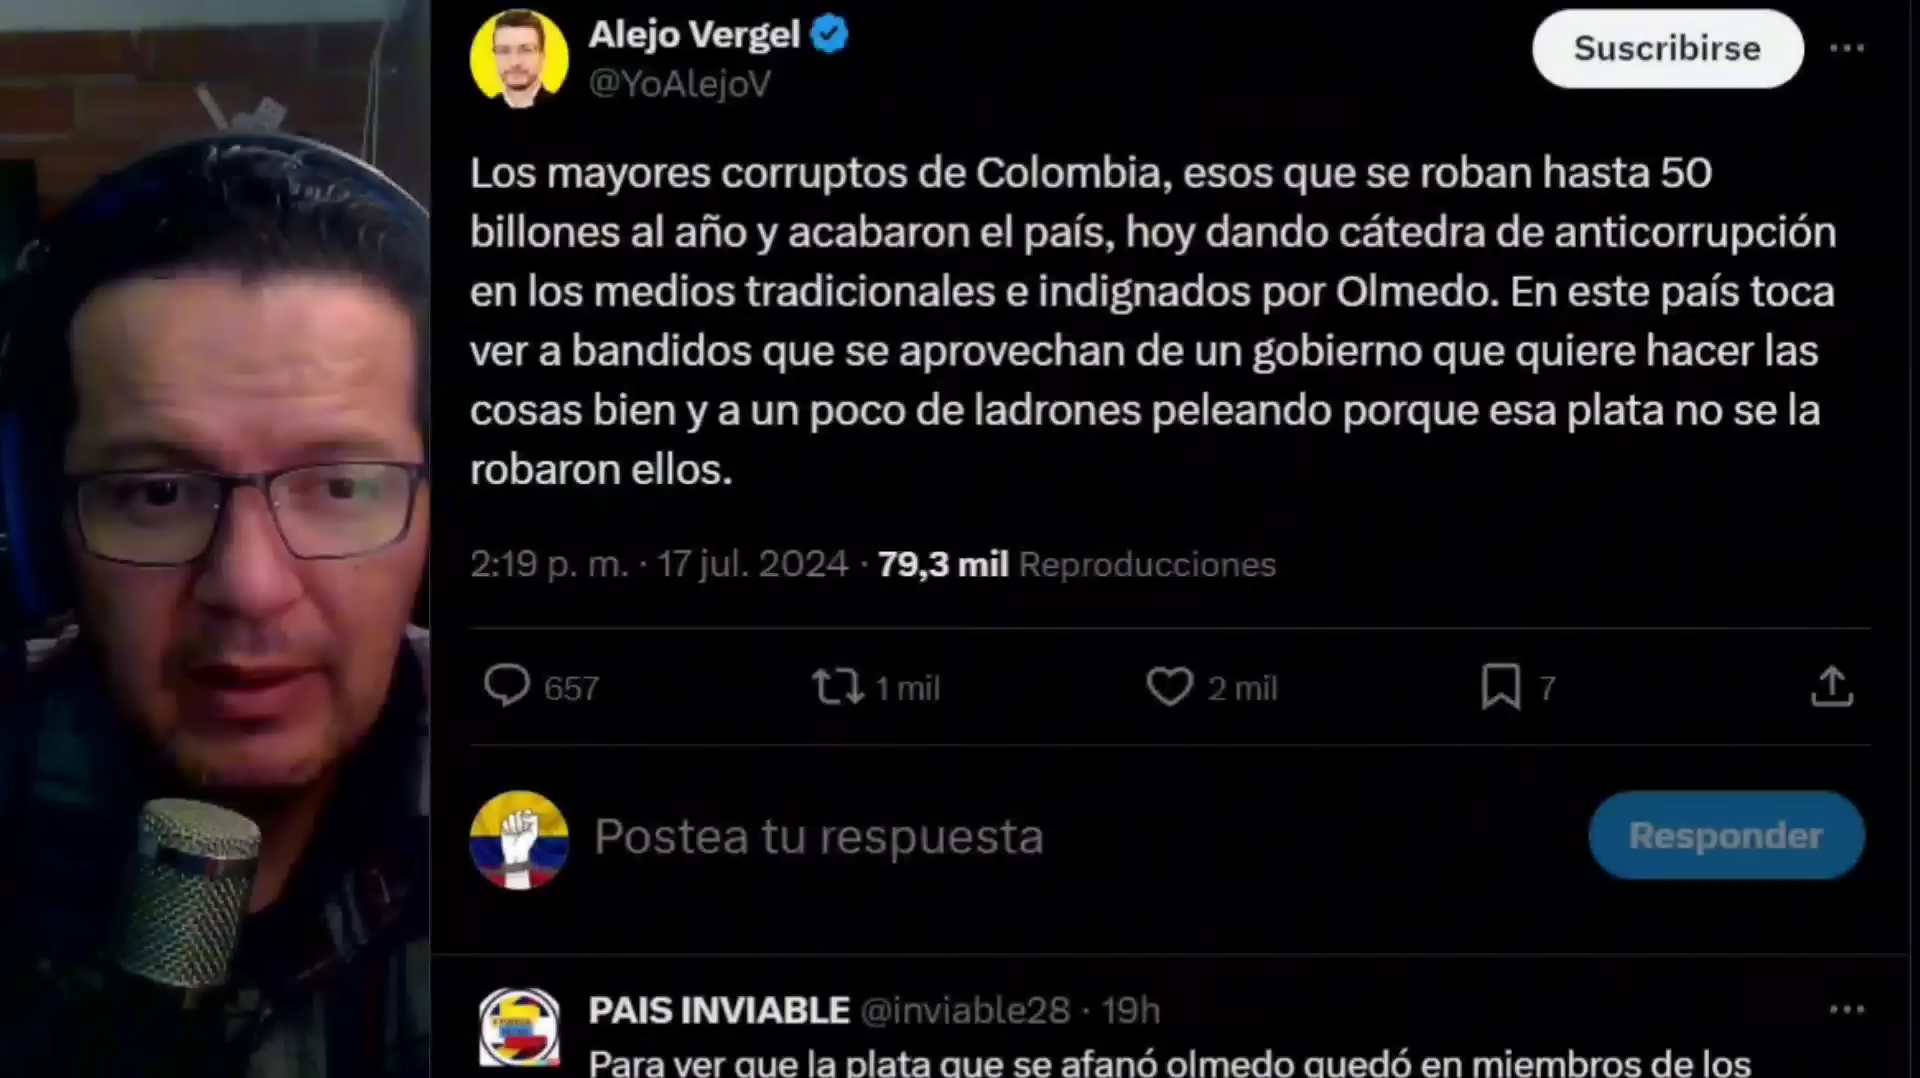 Alejo Vergel
@YoAlejoV
Suscribirse
Los mayores corruptos de Colombia, esos que se roban hasta 50
billones al año y acabaron el país, hoy dando cátedra de anticorrupción
en los medios tradicionales e indignados por Olmedo. En este país toca
ver a bandidos que se aprovechan de un gobierno que quiere hacer las
cosas bien y a un poco de ladrones peleando porque esa plata no se la
robaron ellos.
2:19 p. m. · 17 jul. 2024 · 79,3 mil Reproducciones
657 1 mil 2 mil 7
Postea tu respuesta
Responder
PAIS INVIABLE @inviable28 · 19h
Para ver que la plata que se afanó olmedo quedó en miembros de los